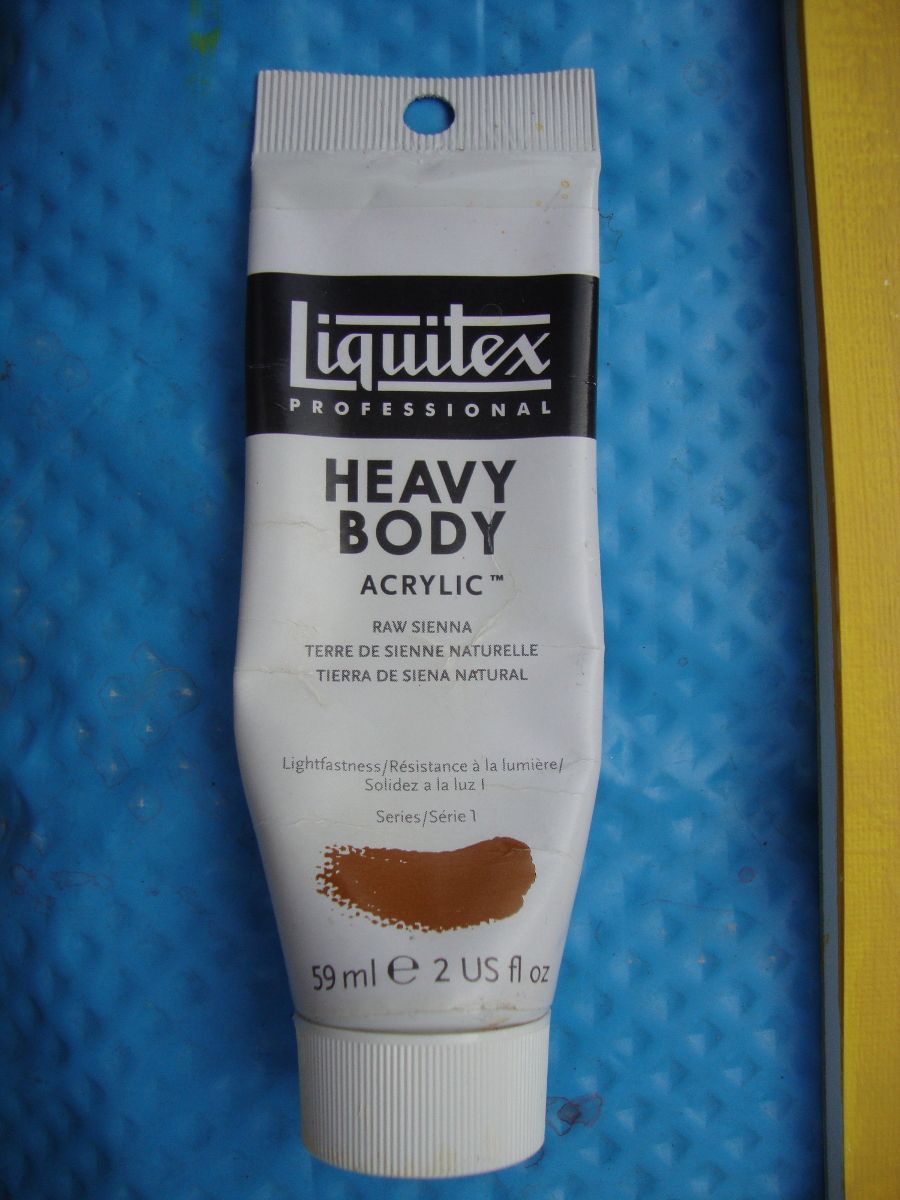 Liquitex
PROFESSIONAL
HEAVY
BODY
ACRYLIC™
RAW SIENNA
TERRE DE SIENNE NATURELLE
TIERRA DE SIENA NATURAL
Lightfastness/Résistance à la lumière/
Solidez a la luz I
Series/Série 1
59 ml ℮ 2 US fl oz